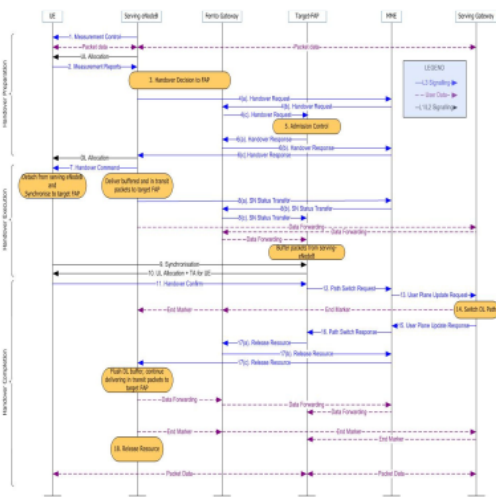 UE
Serving eNodeB
Femto Gateway
Target-FAP
MME
Serving Gateway
1. Measurement Control
Packet data
Packet data
UL Allocation
2. Measurement Reports
3. Handover Decision to FAP
4(a). Handover Request
4(b). Handover Request
4(c). Handover Request
5. Admission Control
6(a). Handover Response
6(b). Handover Response
6(c). Handover Response
DL Allocation
7. Handover Command
Detach from serving eNodeB
and
Synchronise to target FAP
Deliver buffered and in transit
packets to target FAP
8(a). SN Status Transfer
8(b). SN Status Transfer
8(c). SN Status Transfer
Data Forwarding
Data Forwarding
Data Forwarding
Buffer packets from serving-
eNodeB
9. Synchronisation
10. UL Allocation + TA for UE
11. Handover Confirm
12. Path Switch Request
13. User Plane Update Request
14. Switch DL Path
End Marker
End Marker
15. User Plane Update Response
16. Path Switch Response
17(a). Release Resource
17(b). Release Resource
17(c). Release Resource
Flush DL buffer, continue
delivering in transit packets to
target FAP
Data Forwarding
Data Forwarding
Data Forwarding
End Marker
End Marker
End Marker
18. Release Resource
Packet Data
Packet Data
Handover Preparation
Handover Execution
Handover Completion
LEGEND
L3 Signalling
User Data
L1/L2 Signalling